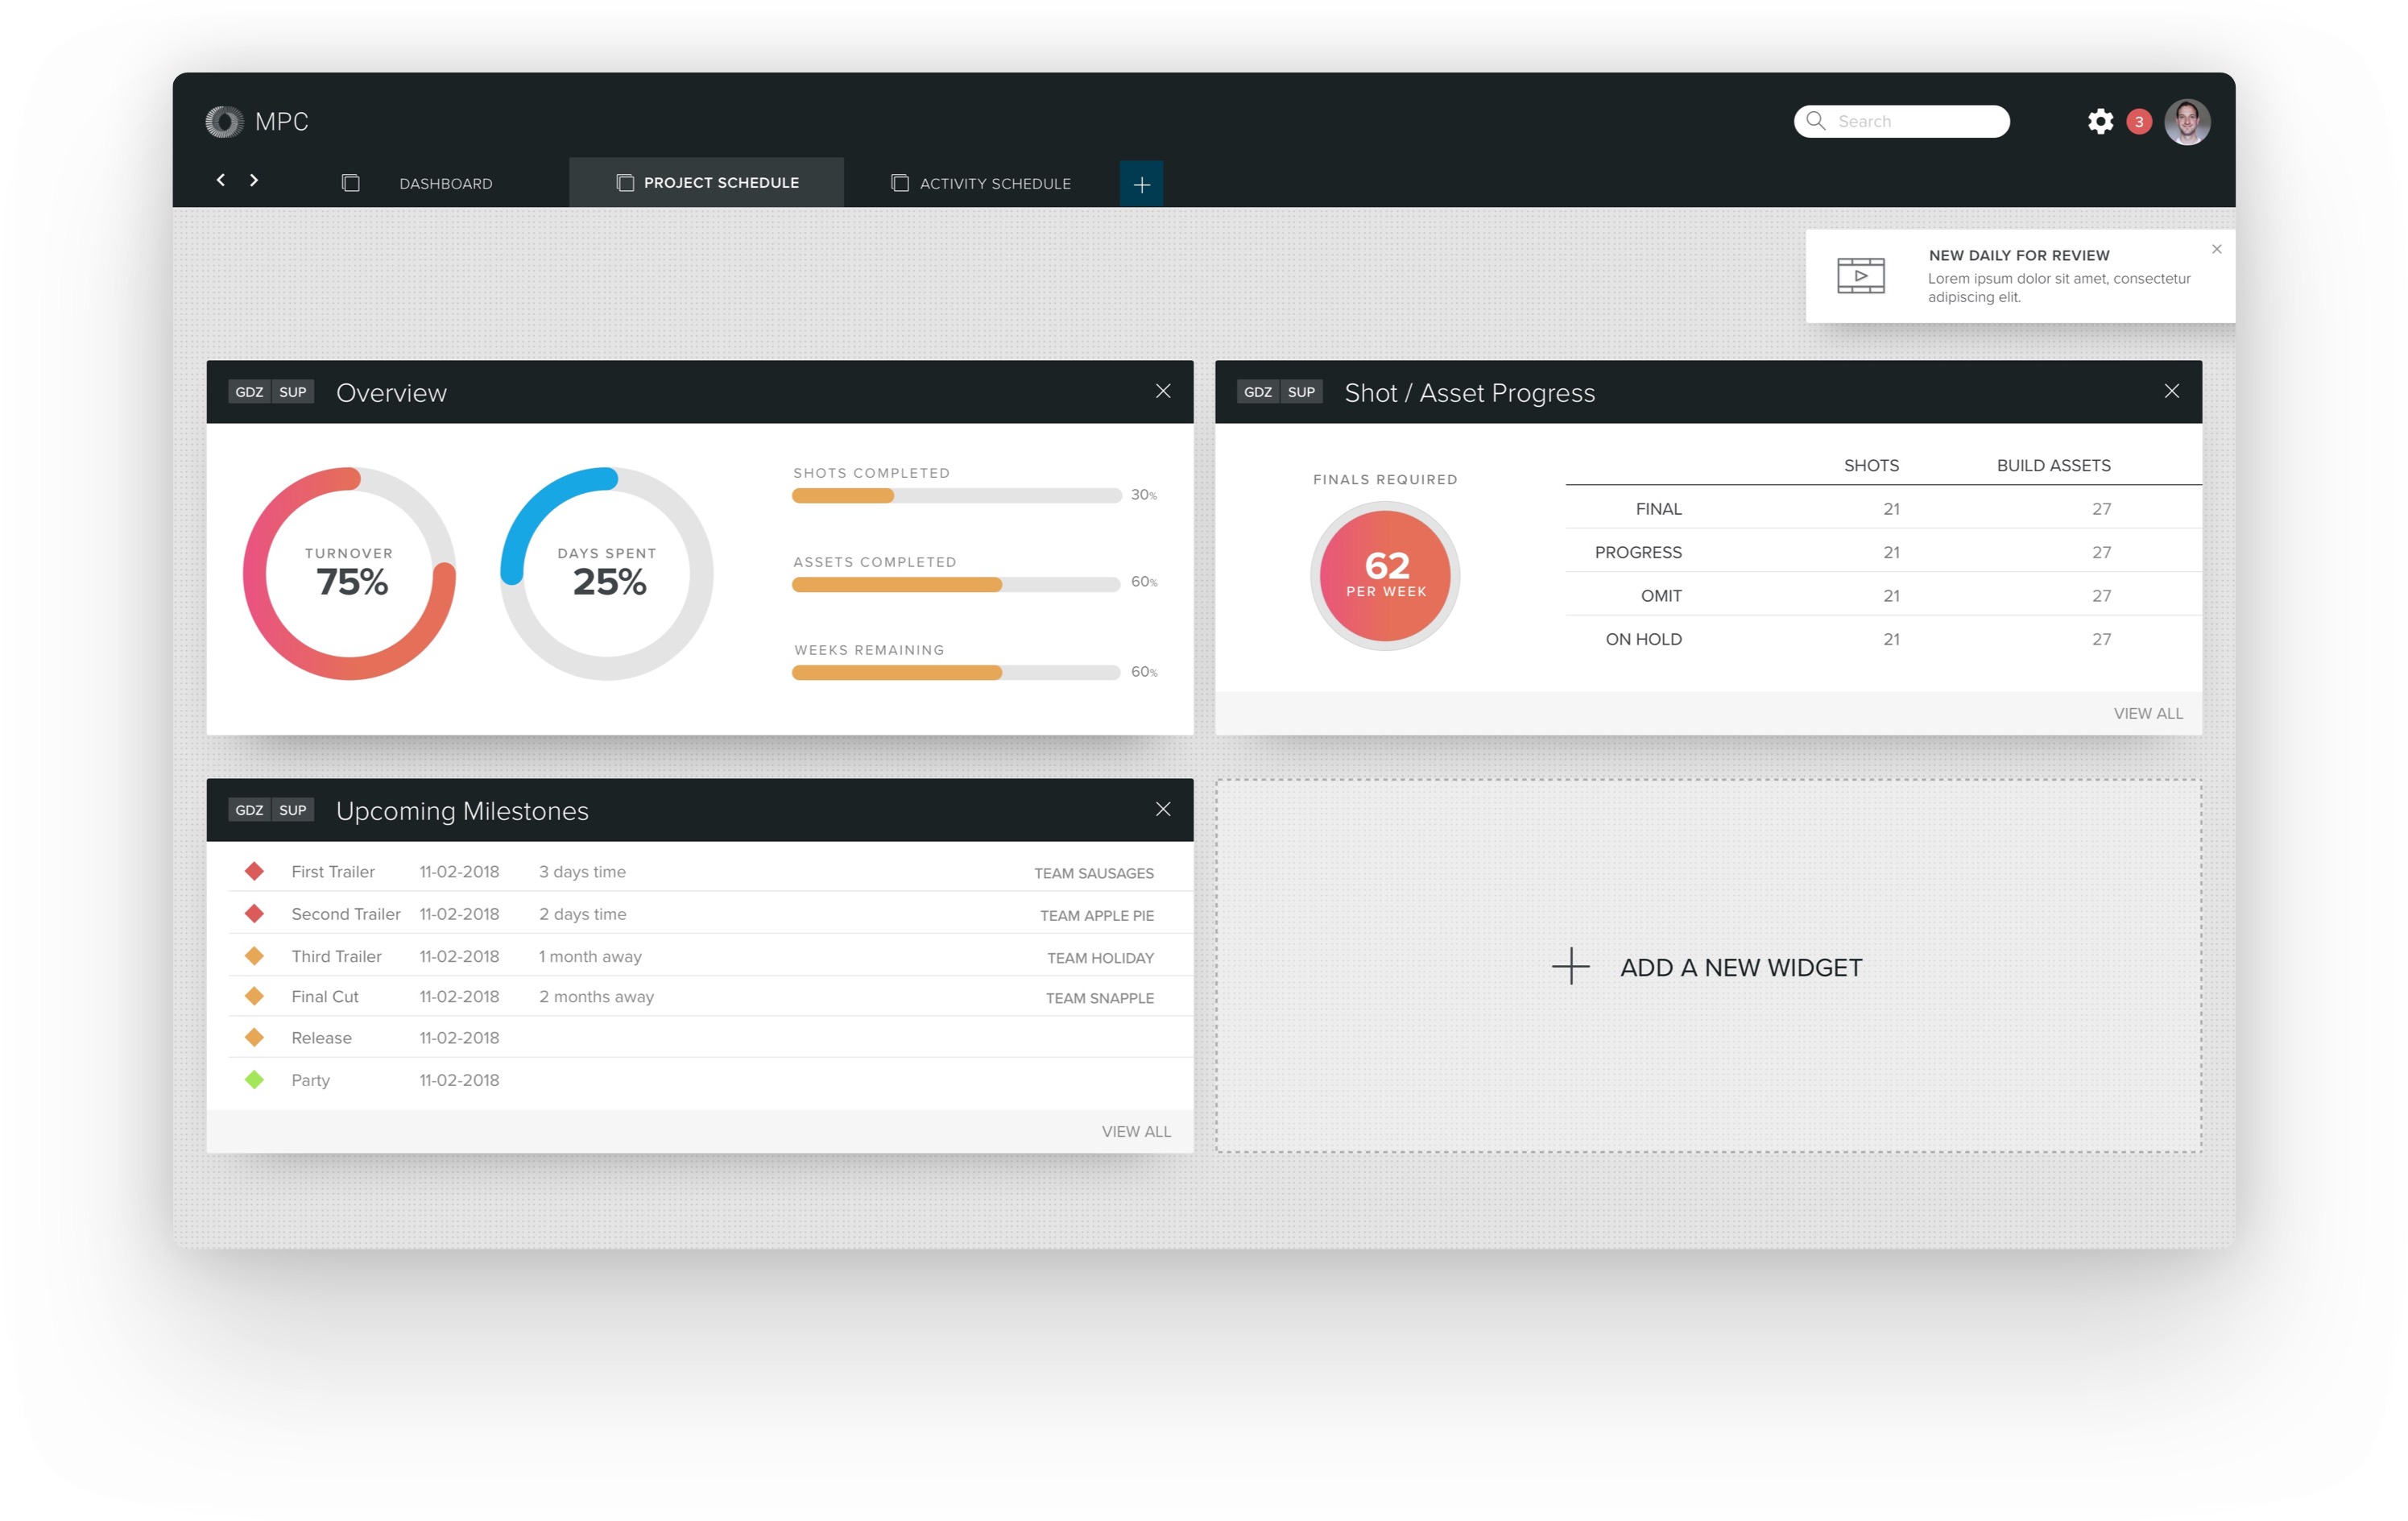 MPC
Search
3
DASHBOARD
PROJECT SCHEDULE
ACTIVITY SCHEDULE
NEW DAILY FOR REVIEW
Lorem ipsum dolor sit amet, consectetur
adipiscing elit.
GDZ SUP Overview
TURNOVER
75%
DAYS SPENT
25%
SHOTS COMPLETED
30%
ASSETS COMPLETED
60%
WEEKS REMAINING
60%
GDZ SUP Shot / Asset Progress
FINALS REQUIRED
62
PER WEEK
SHOTS BUILD ASSETS
FINAL 21 27
PROGRESS 21 27
OMIT 21 27
ON HOLD 21 27
VIEW ALL
GDZ SUP Upcoming Milestones
First Trailer 11-02-2018 3 days time TEAM SAUSAGES
Second Trailer 11-02-2018 2 days time TEAM APPLE PIE
Third Trailer 11-02-2018 1 month away TEAM HOLIDAY
Final Cut 11-02-2018 2 months away TEAM SNAPPLE
Release 11-02-2018
Party 11-02-2018
VIEW ALL
ADD A NEW WIDGET